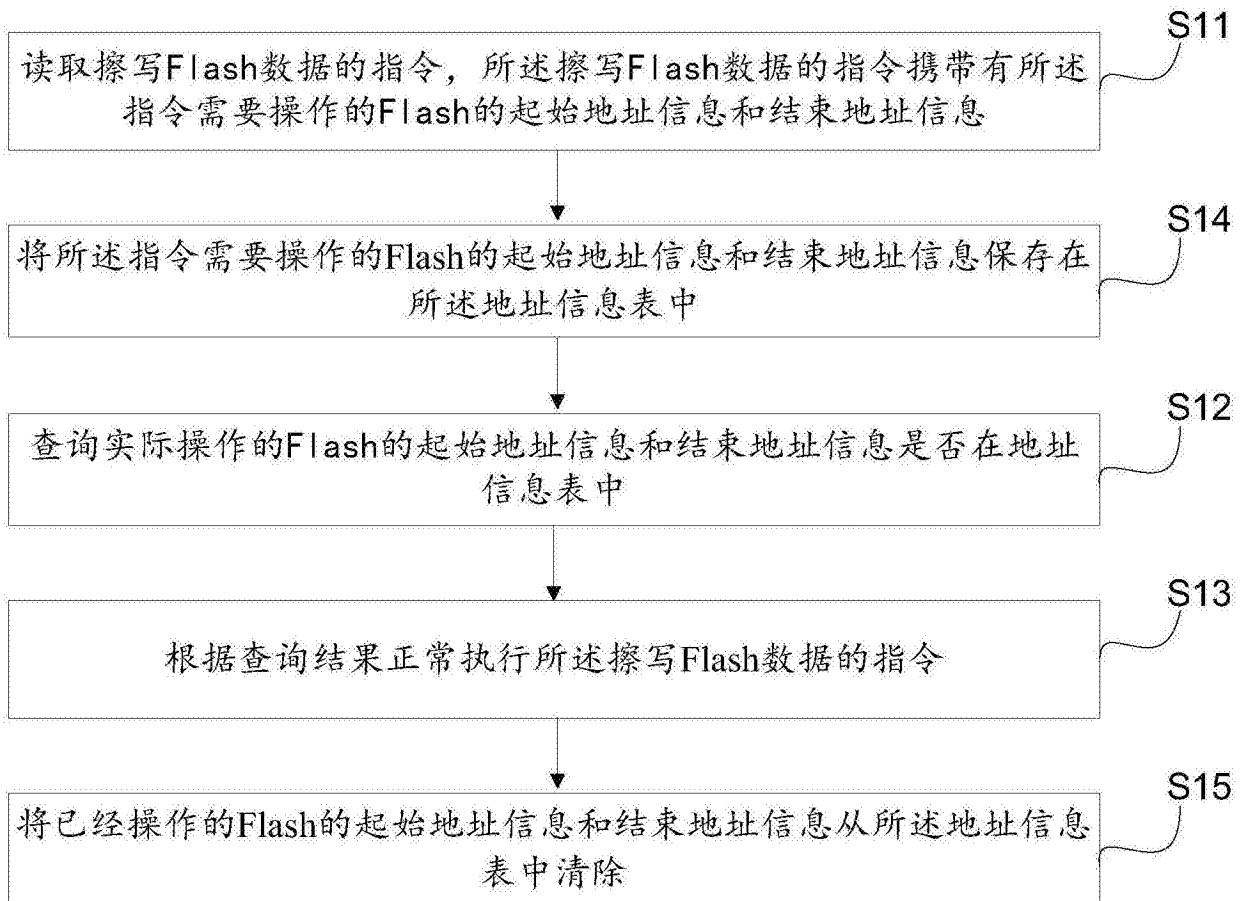 S11
读取擦写Flash数据的指令，所述擦写Flash数据的指令携带有所述
指令需要操作的Flash的起始地址信息和结束地址信息
S14
将所述指令需要操作的Flash的起始地址信息和结束地址信息保存在
所述地址信息表中
S12
查询实际操作的Flash的起始地址信息和结束地址信息是否在地址
信息表中
S13
根据查询结果正常执行所述擦写Flash数据的指令
S15
将已经操作的Flash的起始地址信息和结束地址信息从所述地址信息
表中清除